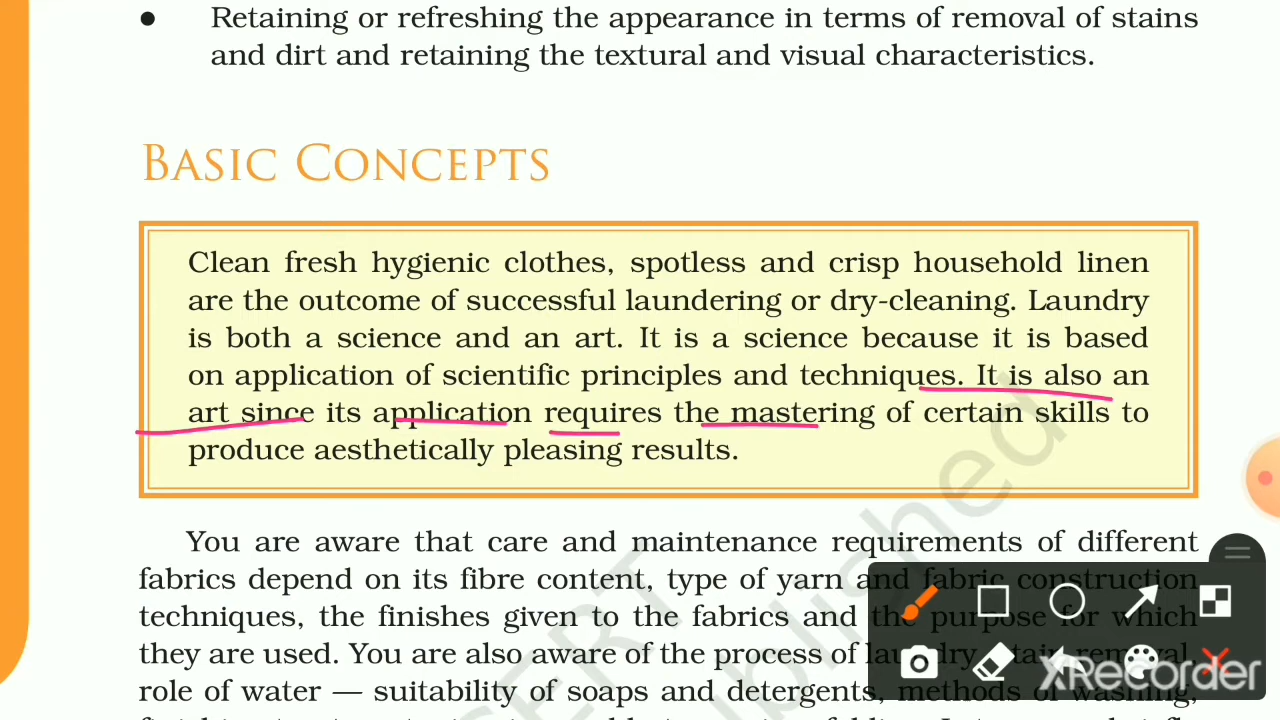 ● Retaining or refreshing the appearance in terms of removal of stains
and dirt and retaining the textural and visual characteristics.
BASIC CONCEPTS
Clean fresh hygienic clothes, spotless and crisp household linen
are the outcome of successful laundering or dry-cleaning. Laundry
is both a science and an art. It is a science because it is based
on application of scientific principles and techniques. It is also an
art since its application requires the mastering of certain skills to
produce aesthetically pleasing results.
You are aware that care and maintenance requirements of different
fabrics depend on its fibre content, type of yarn and fabric construction
techniques, the finishes given to the fabrics and the purpose for which
they are used. You are also aware of the process of laundry, stain removal,
role of water — suitability of soaps and detergents, methods of washing,
XRecorder